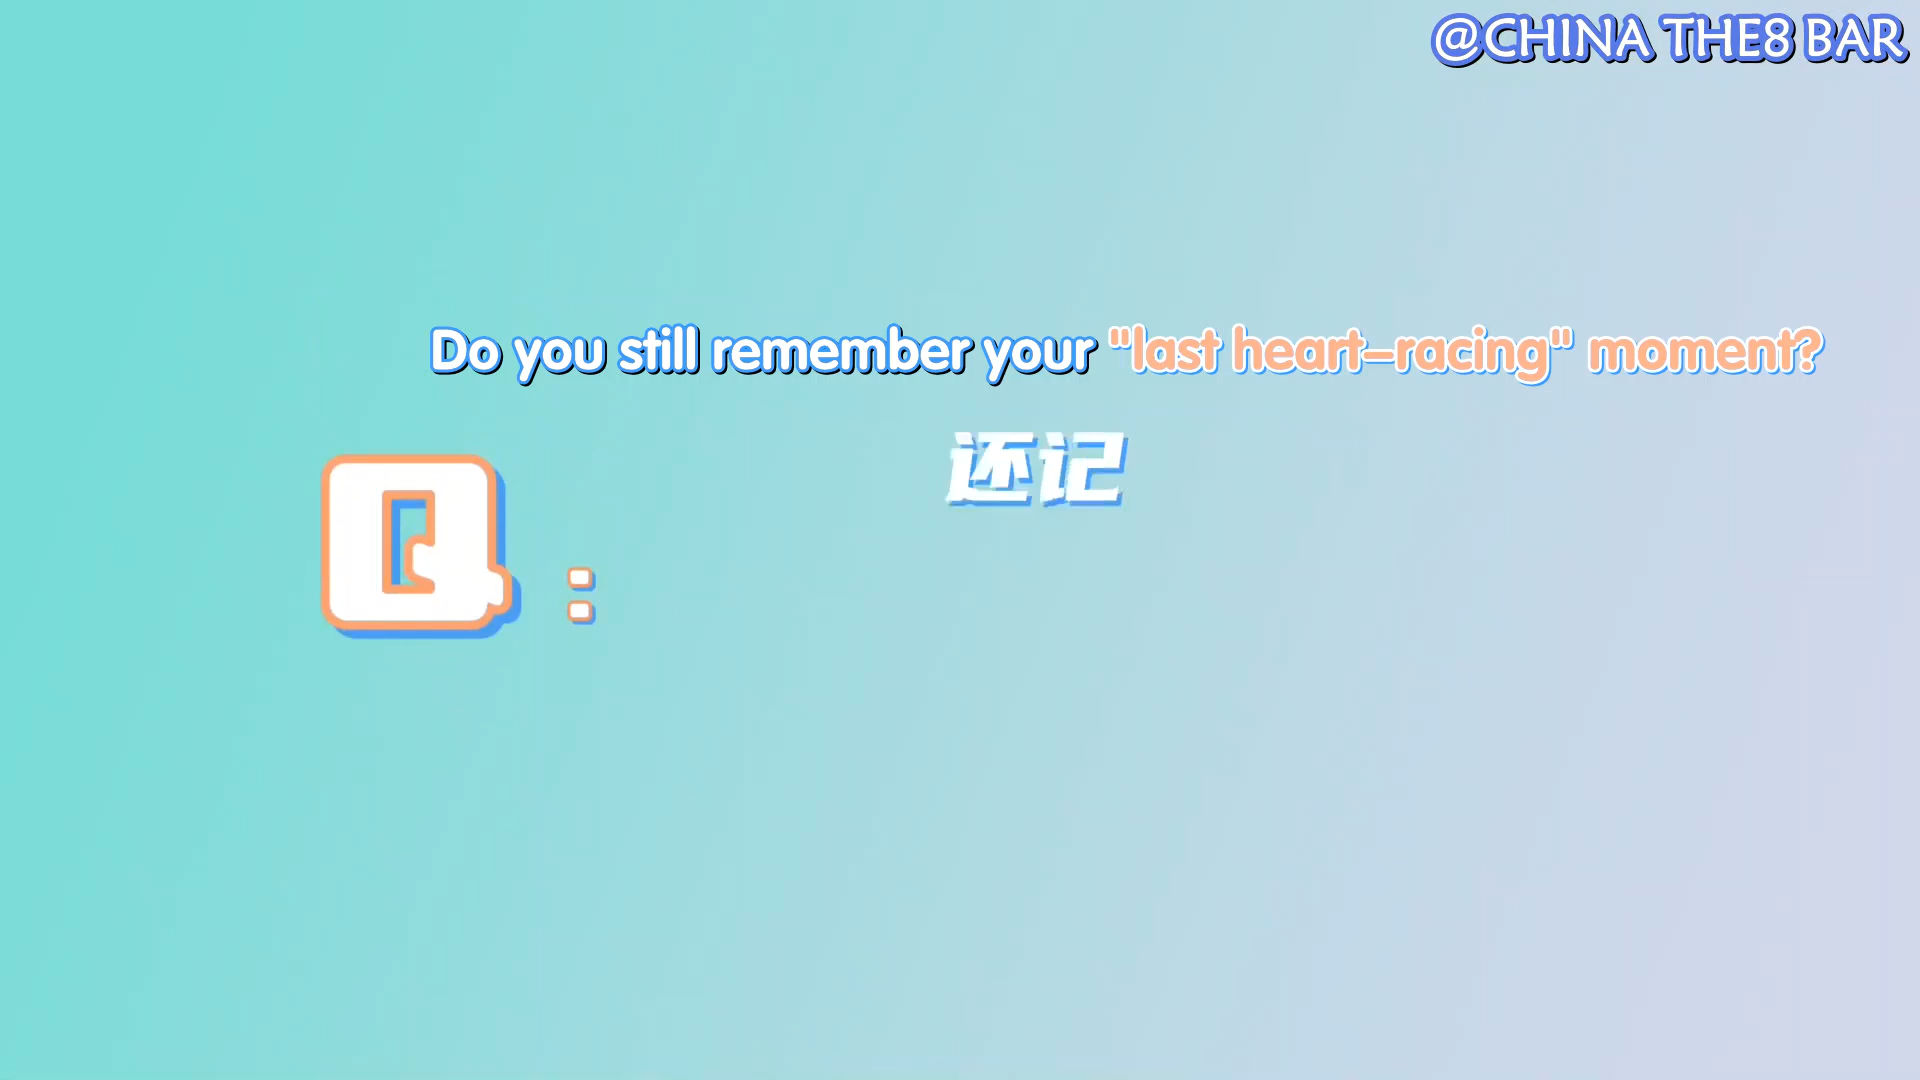 @CHINA THE8 BAR
Do you still remember your "last heart-racing" moment?
还记
Q: